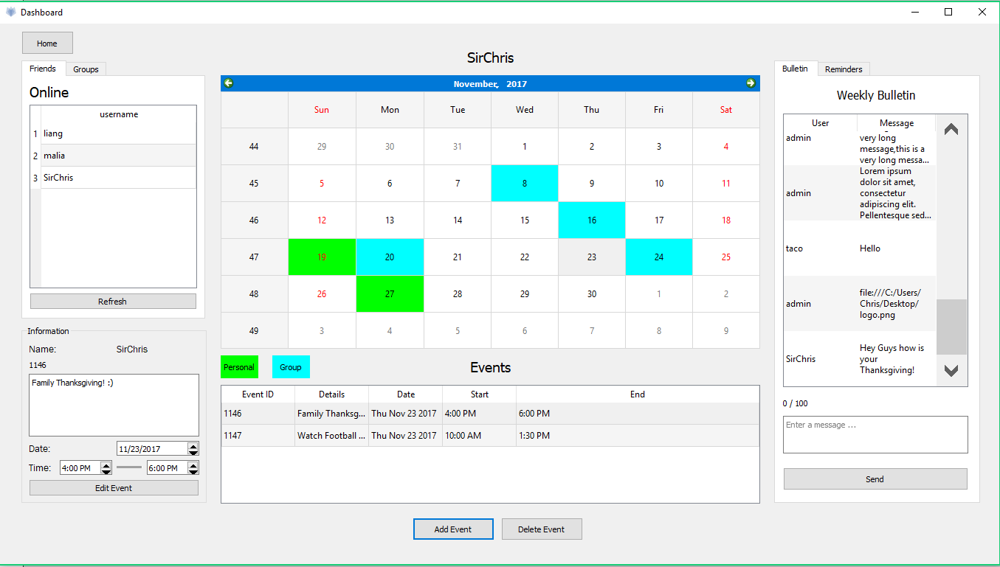 Dashboard
Home
SirChris
Friends Groups
Online
username
1 liang
2 malia
3 SirChris
Refresh
Information
Name: SirChris
1146
Family Thanksgiving! :)
Date: 11/23/2017
Time: 4:00 PM 6:00 PM
Edit Event
November, 2017
Sun Mon Tue Wed Thu Fri Sat
44 29 30 31 1 2 3 4
45 5 6 7 8 9 10 11
46 12 13 14 15 16 17 18
47 19 20 21 22 23 24 25
48 26 27 28 29 30 1 2
49 3 4 5 6 7 8 9
Personal Group
Events
Event ID Details Date Start End
1146 Family Thanksg... Thu Nov 23 2017 4:00 PM 6:00 PM
1147 Watch Football ... Thu Nov 23 2017 10:00 AM 1:30 PM
Add Event Delete Event
Bulletin Reminders
Weekly Bulletin
User Message
admin
very long
message,this is a
very long messa...
admin
Lorem ipsum
dolor sit amet,
consectetur
adipiscing elit.
Pellentesque sed...
taco Hello
admin
file:///C:/Users/
Chris/Desktop/
logo.png
SirChris
Hey Guys how is
your
Thanksgiving!
0 / 100
Enter a message ...
Send